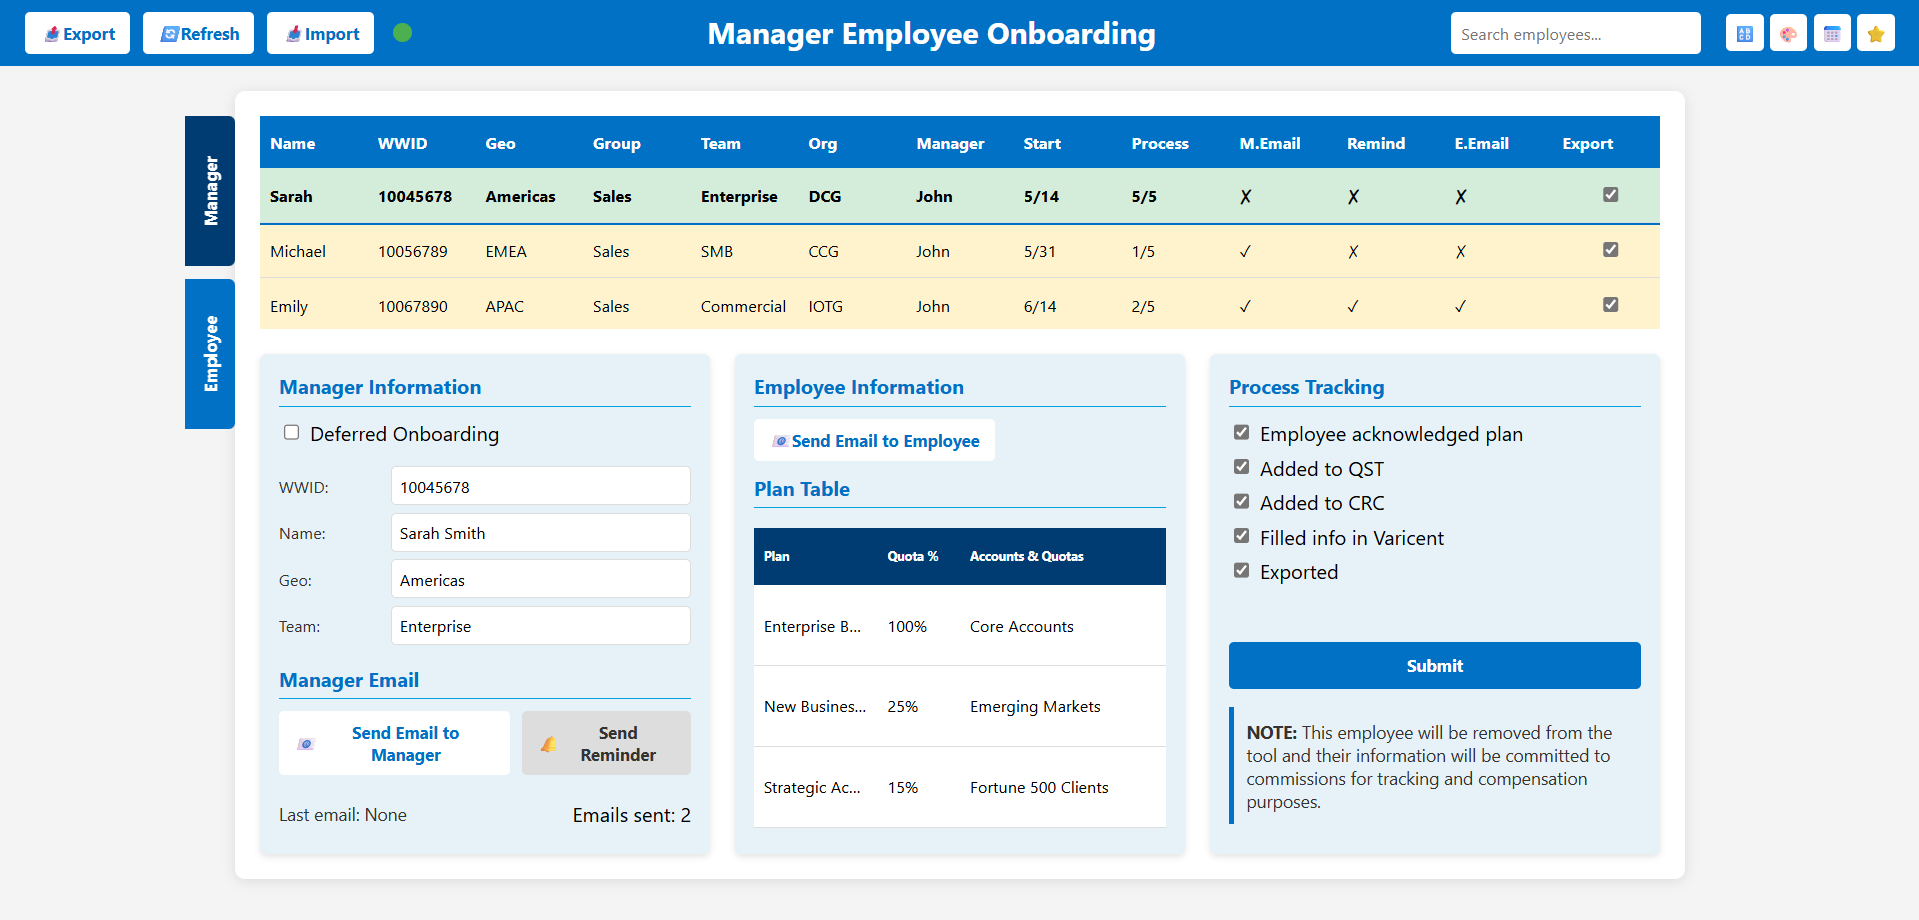 Export Refresh Import Manager Employee Onboarding Search employees...
Manager
Employee
Name WWID Geo Group Team Org Manager Start Process M.Email Remind E.Email Export
Sarah 10045678 Americas Sales Enterprise DCG John 5/14 5/5 ✗ ✗ ✗
Michael 10056789 EMEA Sales SMB CCG John 5/31 1/5 ✓ ✗ ✗
Emily 10067890 APAC Sales Commercial IOTG John 6/14 2/5 ✓ ✓ ✓
Manager Information
Deferred Onboarding
WWID: 10045678
Name: Sarah Smith
Geo: Americas
Team: Enterprise
Manager Email
Send Email to
Manager
Send
Reminder
Last email: None Emails sent: 2
Employee Information
Send Email to Employee
Plan Table
Plan Quota % Accounts & Quotas
Enterprise B... 100% Core Accounts
New Busines... 25% Emerging Markets
Strategic Ac... 15% Fortune 500 Clients
Process Tracking
Employee acknowledged plan
Added to QST
Added to CRC
Filled info in Varicent
Exported
Submit
NOTE: This employee will be removed from the
tool and their information will be committed to
commissions for tracking and compensation
purposes.